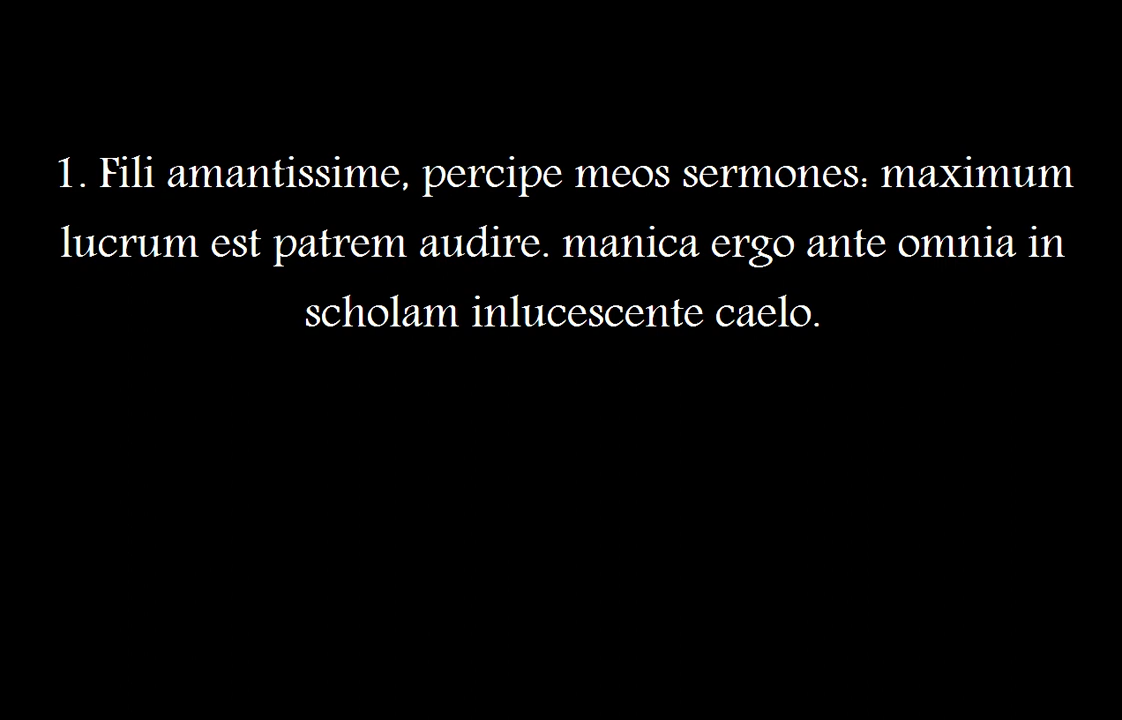 1. Fili amantissime, percipe meos sermones: maximum
lucrum est patrem audire. manica ergo ante omnia in
scholam inlucescente caelo.